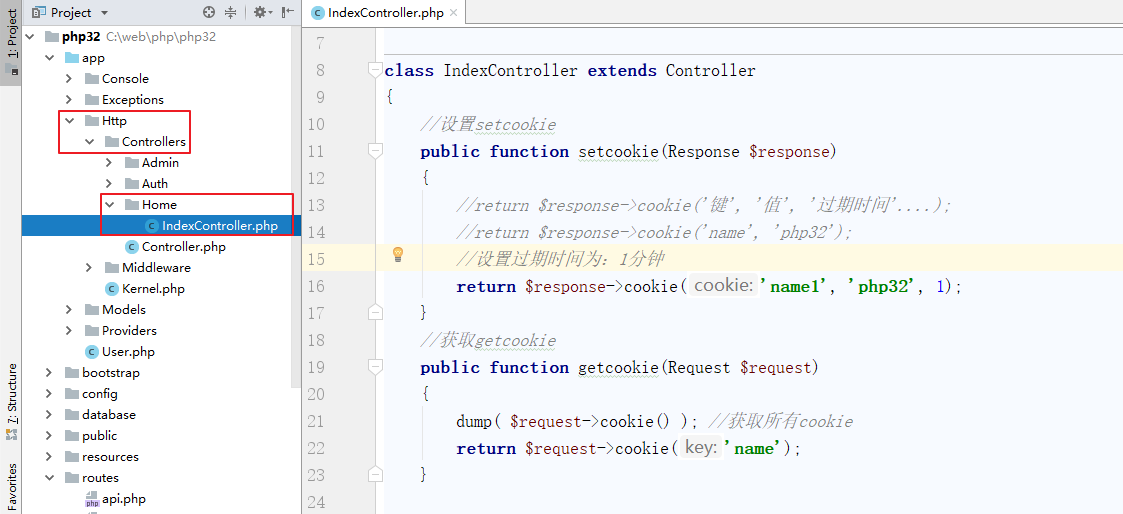 1: Project
7: Structure
Favorites
Project
php32 C:\web\php\php32
app
Console
Exceptions
Http
Controllers
Admin
Auth
Home
IndexController.php
Controller.php
Middleware
Kernel.php
Models
Providers
User.php
bootstrap
config
database
public
resources
routes
php api.php
IndexController.php
7
8 class IndexController extends Controller
9 {
10 //设置setcookie
11 public function setcookie(Response $response)
12 {
13 //return $response->cookie('键', '值', '过期时间'....);
14 //return $response->cookie('name', 'php32');
15 //设置过期时间为: 1分钟
16 return $response->cookie( cookie: 'name1', 'php32', 1);
17 }
18 //获取getcookie
19 public function getcookie(Request $request)
20 {
21 dump( $request->cookie() ); //获取所有cookie
22 return $request->cookie( key: 'name');
23 }
24